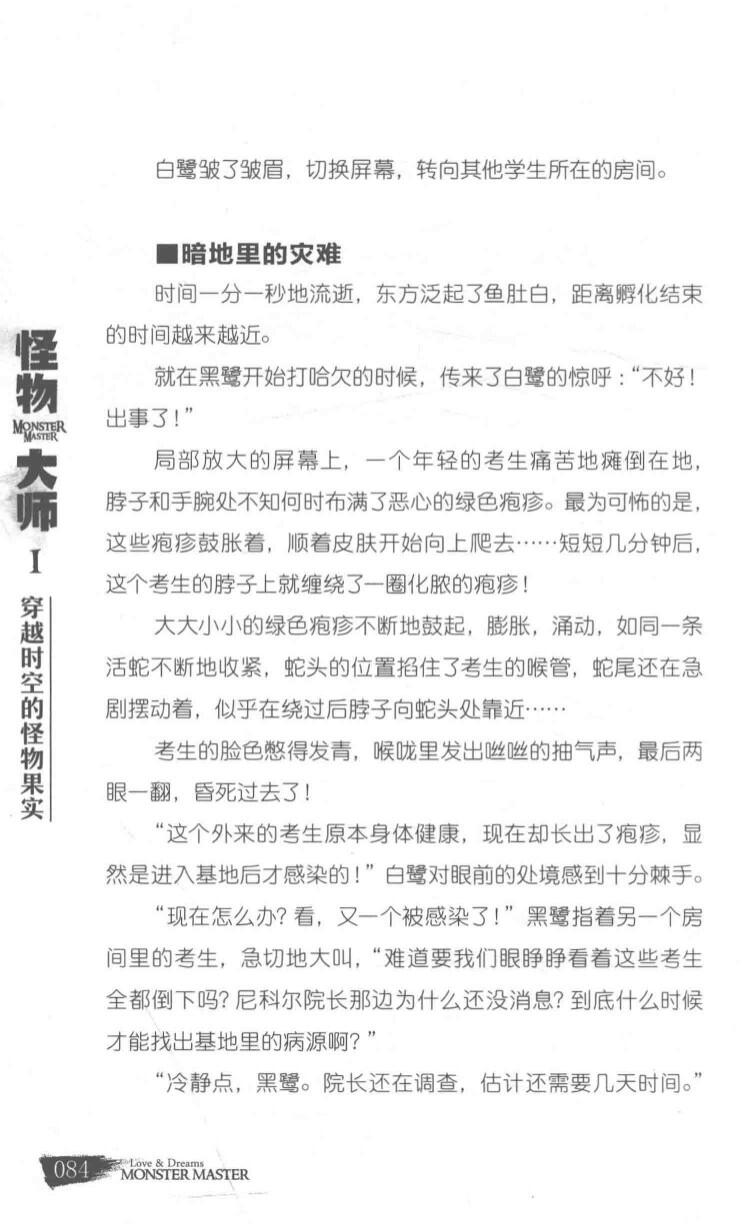 白鹭皱了皱眉，切换屏幕，转向其他学生所在的房间。
■暗地里的灾难
时间一分一秒地流逝，东方泛起了鱼肚白，距离孵化结束
的时间越来越近。
就在黑鹭开始打哈欠的时候，传来了白鹭的惊呼：“不好！
出事了！”
局部放大的屏幕上，一个年轻的考生痛苦地瘫倒在地，
脖子和手腕处不知何时布满了恶心的绿色疱疹。最为可怖的是，
这些疱疹鼓胀着，顺着皮肤开始向上爬去……短短几分钟后，
这个考生的脖子上就缠绕了一圈化脓的疱疹！
大大小小的绿色疱疹不断地鼓起，膨胀，涌动，如同一条
活蛇不断地收紧，蛇头的位置掐住了考生的喉管，蛇尾还在急
剧摆动着，似乎在绕过后脖子向蛇头处靠近……
考生的脸色憋得发青，喉咙里发出咝咝的抽气声，最后两
眼一翻，昏死过去了！
“这个外来的考生原本身体健康，现在却长出了疱疹，显
然是进入基地后才感染的！”白鹭对眼前的处境感到十分棘手。
“现在怎么办？看，又一个被感染了！”黑鹭指着另一个房
间里的考生，急切地大叫，“难道要我们眼睁睁看着这些考生
全都倒下吗？尼科尔院长那边为什么还没消息？到底什么时候
才能找出基地里的病源啊？”
“冷静点，黑鹭。院长还在调查，估计还需要几天时间。”
怪物
MONSTER
MASTER
大师
I
穿越时空的怪物果实
084
Love & Dreams
MONSTER MASTER